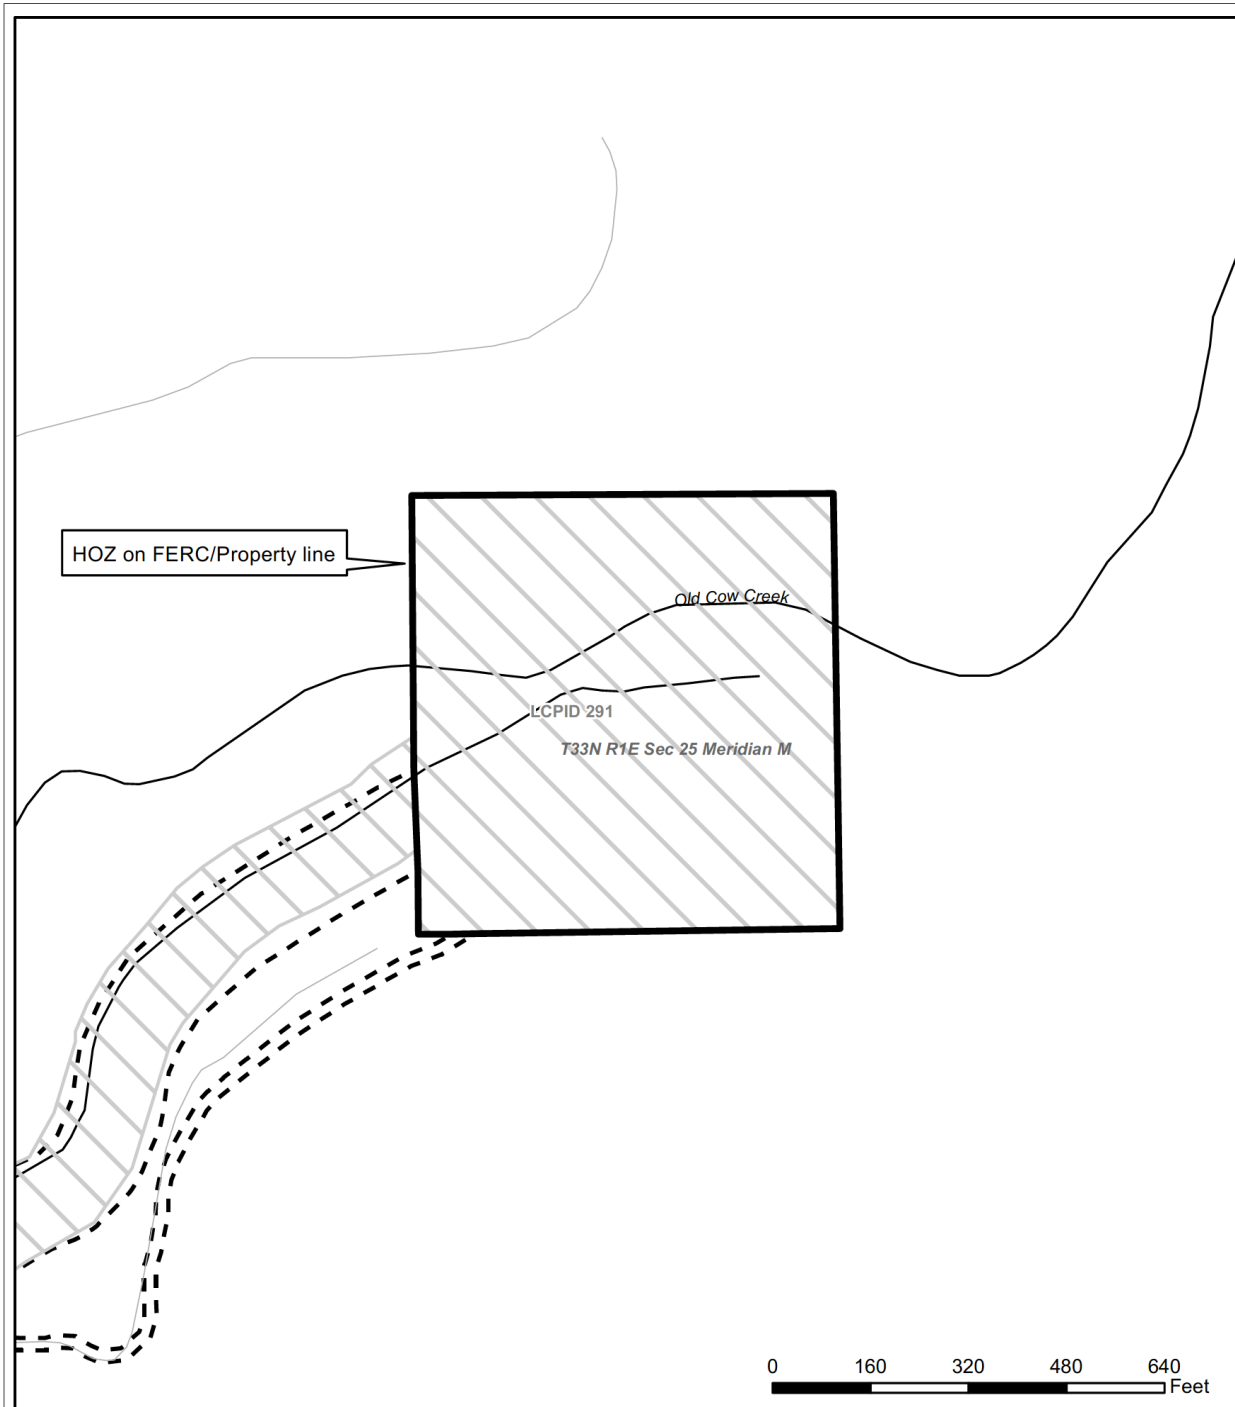 HOZ on FERC/Property line
Old Cow Creek
LCPID 291
T33N R1E Sec 25 Meridian M
0 160 320 480 640
Feet